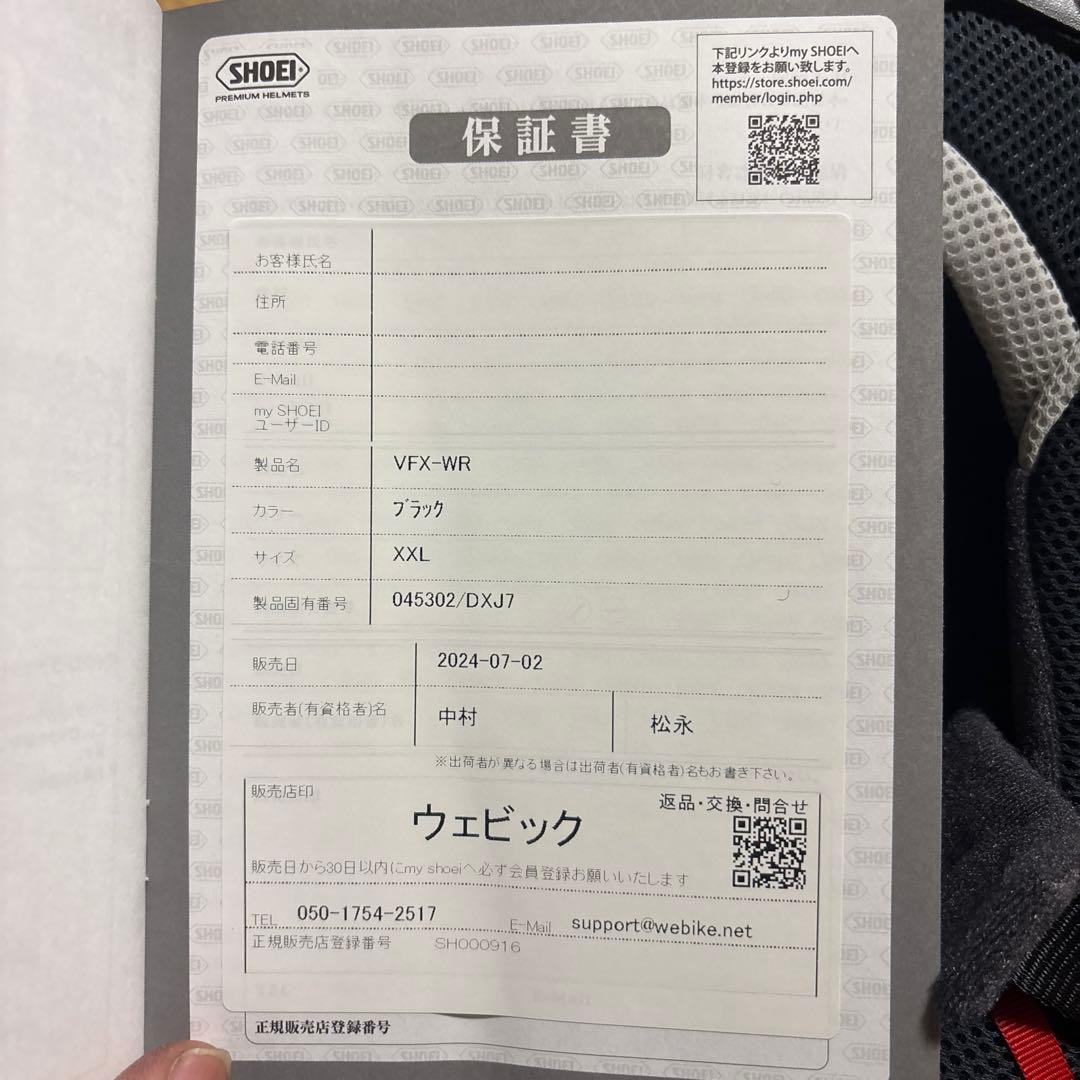 SHOEI
PREMIUM HELMETS
保証書
下記リンクよりmy SHOEIへ
本登録をお願い致します。
https://store.shoei.com/
member/login.php
お客様氏名
住所
電話番号
E-Mail
my SHOEI
ユーザーID
製品名 VFX-WR
カラー ブラック
サイズ XXL
製品固有番号 045302/DXJ7
販売日 2024-07-02
販売者(有資格者)名 中村 松永
※出荷者が異なる場合は出荷者(有資格者)名もお書き下さい。
販売店印
返品・交換・問合せ
ウェビック
販売日から30日以内にmy shoeiへ必ず会員登録お願いいたします
TEL 050-1754-2517 E-Mail support@webike.net
正規販売店登録番号 SH000916
正規販売店登録番号